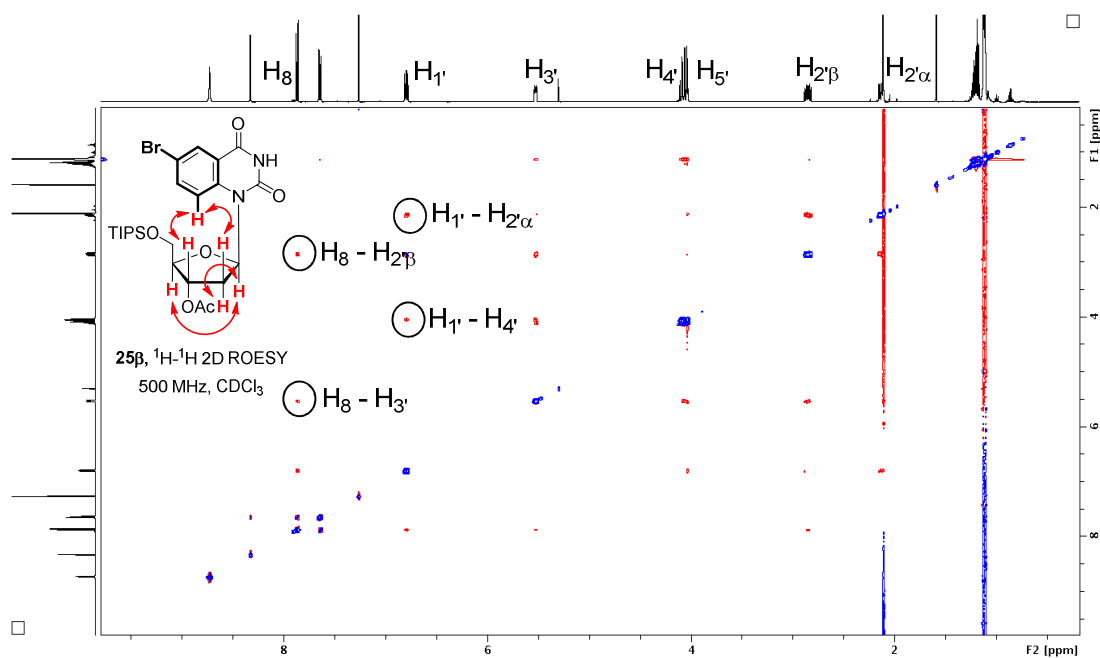 H8 H1' H3' H4' H5' H2'β H2'α
F1 [ppm]
2
4
6
8
O
Br
NH
N
O
H
TIPSO
H
H
O
H
H
H
OAc
25β, ¹H-¹H 2D ROESY
500 MHz, CDCl₃
H1' - H2'α
H8 - H2'β
H1' - H4'
H8 - H3'
8 6 4 2 F2 [ppm]